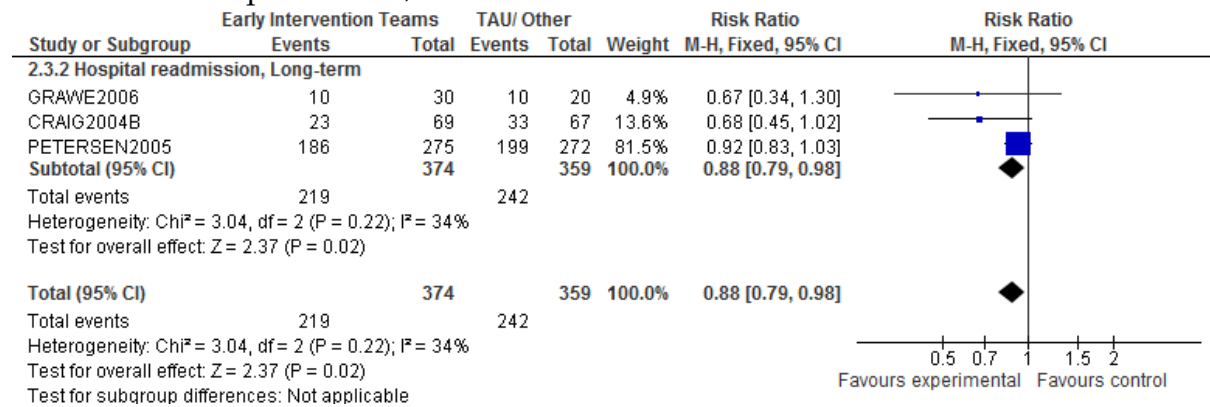 Early Intervention Teams TAU/ Other Risk Ratio Risk Ratio
Study or Subgroup Events Total Events Total Weight M-H, Fixed, 95% CI M-H, Fixed, 95% CI
2.3.2 Hospital readmission, Long-term
GRAWE2006 10 30 10 20 4.9% 0.67 [0.34, 1.30]
CRAIG2004B 23 69 33 67 13.6% 0.68 [0.45, 1.02]
PETERSEN2005 186 275 199 272 81.5% 0.92 [0.83, 1.03]
Subtotal (95% CI) 374 359 100.0% 0.88 [0.79, 0.98]
Total events 219 242
Heterogeneity: Chi² = 3.04, df = 2 (P = 0.22); I² = 34%
Test for overall effect: Z = 2.37 (P = 0.02)
Total (95% CI) 374 359 100.0% 0.88 [0.79, 0.98]
Total events 219 242
Heterogeneity: Chi² = 3.04, df = 2 (P = 0.22); I² = 34%
Test for overall effect: Z = 2.37 (P = 0.02)
Test for subgroup differences: Not applicable
0.5 0.7 1 1.5 2
Favours experimental Favours control